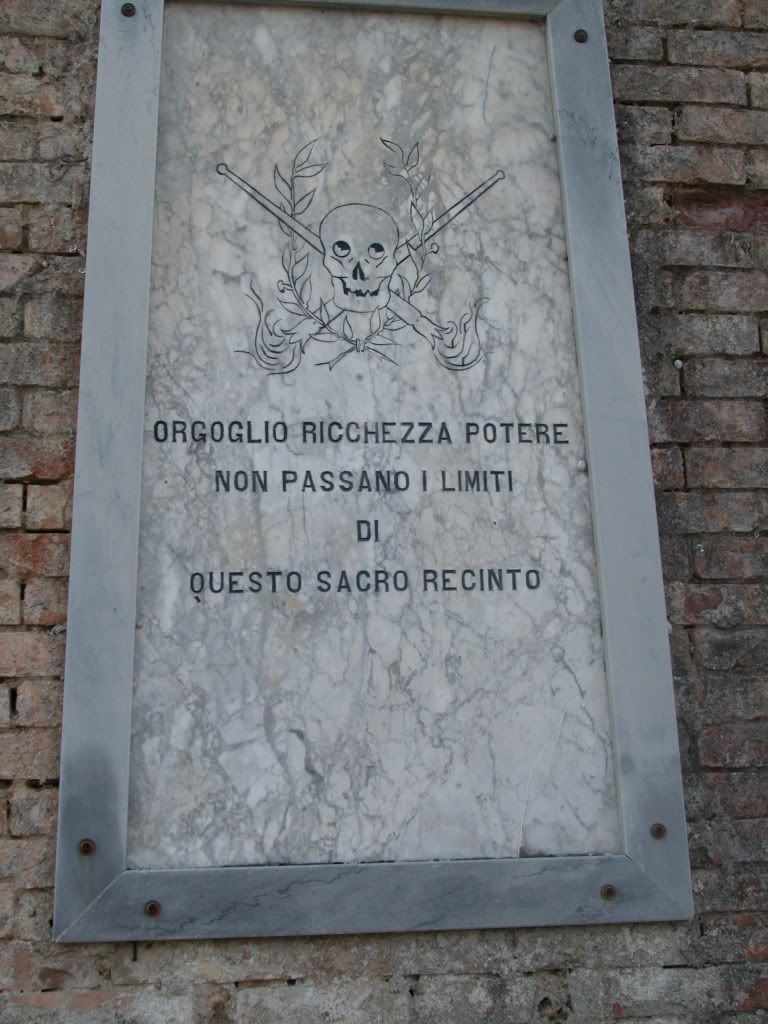 ORGOGLIO RICCHEZZA POTERE
NON PASSANO I LIMITI
DI
QUESTO SACRO RECINTO